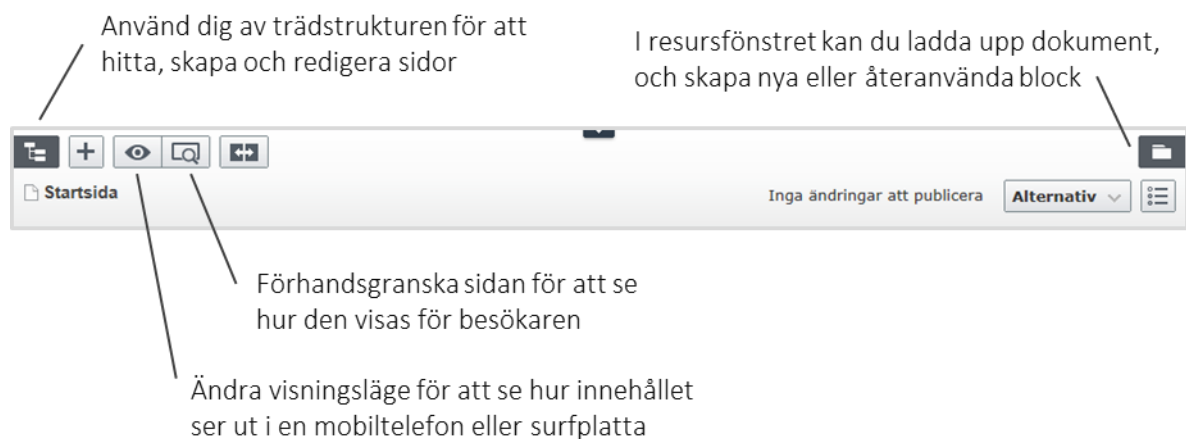 Använd dig av trädstrukturen för att
hitta, skapa och redigera sidor
I resursfönstret kan du ladda upp dokument,
och skapa nya eller återanvända block
Startsida
Inga ändringar att publicera
Alternativ
Förhandsgranska sidan för att se
hur den visas för besökaren
Ändra visningsläge för att se hur innehållet
ser ut i en mobiltelefon eller surfplatta